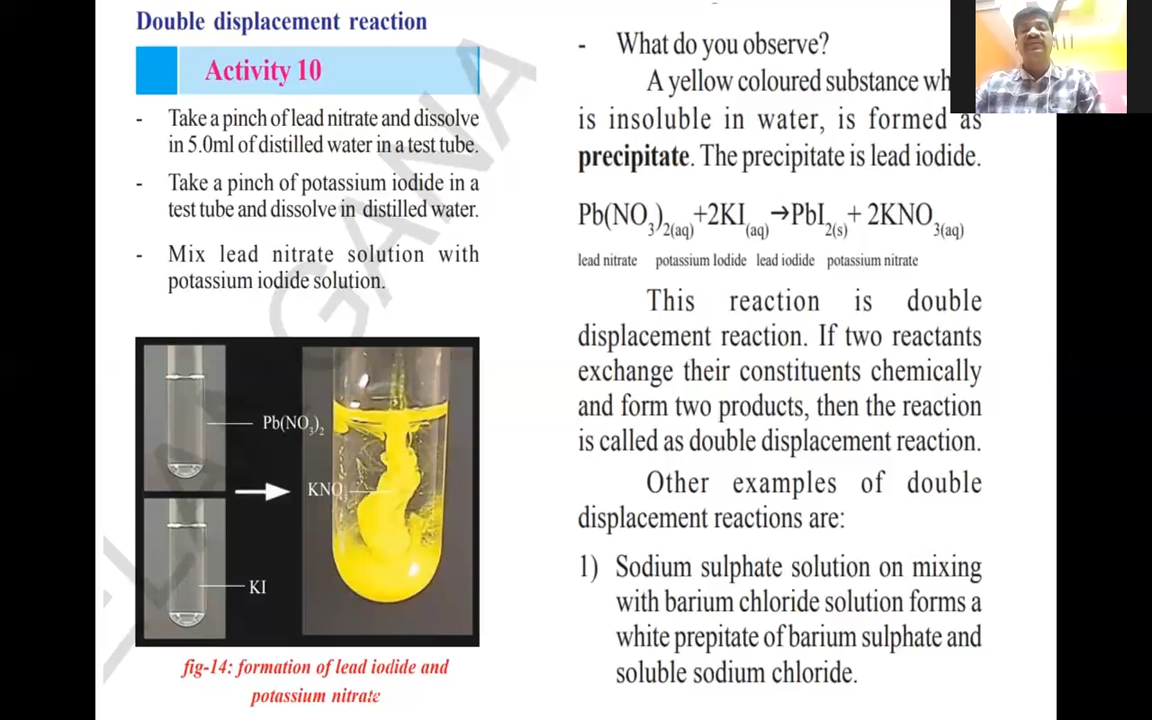 Double displacement reaction
Activity 10
- Take a pinch of lead nitrate and dissolve
in 5.0ml of distilled water in a test tube.
- Take a pinch of potassium iodide in a
test tube and dissolve in distilled water.
- Mix lead nitrate solution with
potassium iodide solution.
Pb(NO3)2
KNO
KI
fig-14: formation of lead iodide and
potassium nitrate
- What do you observe?
A yellow coloured substance
is insoluble in water, is formed as
precipitate. The precipitate is lead iodide.
Pb(NO3)2(aq)+2KI(aq)→PbI2(s)+ 2KNO3(aq)
lead nitrate potassium Iodide lead iodide potassium nitrate
This reaction is double
displacement reaction. If two reactants
exchange their constituents chemically
and form two products, then the reaction
is called as double displacement reaction.
Other examples of double
displacement reactions are:
1) Sodium sulphate solution on mixing
with barium chloride solution forms a
white prepitate of barium sulphate and
soluble sodium chloride.